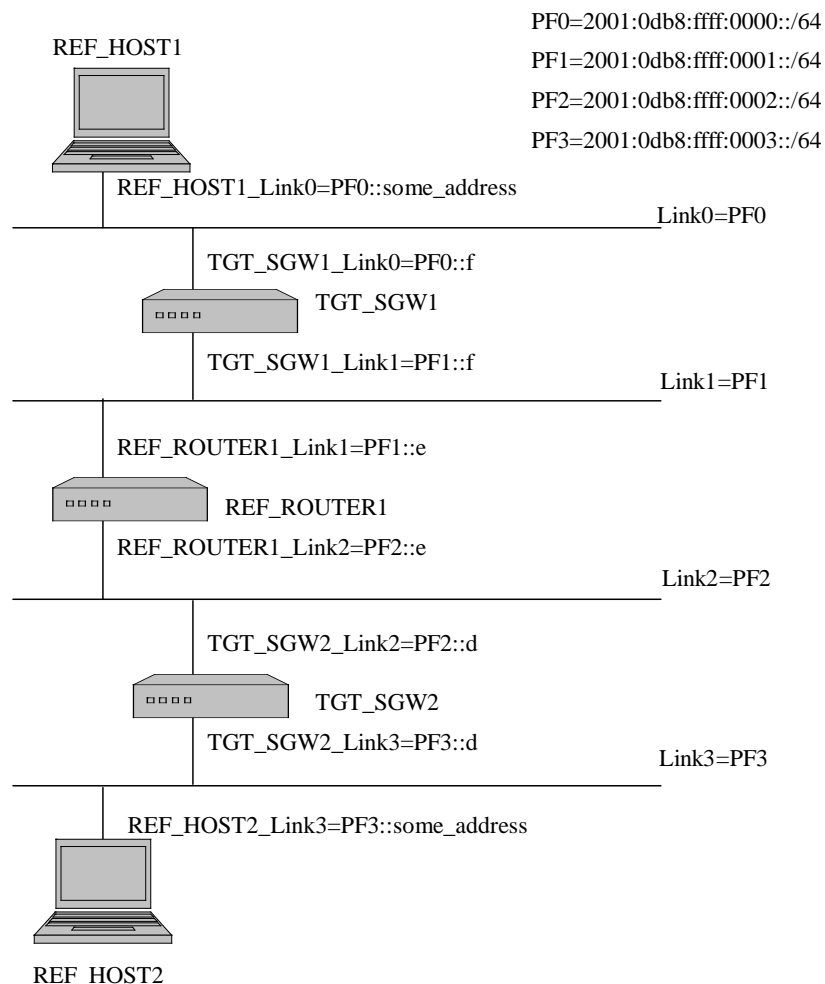 PF0=2001:0db8:ffff:0000::/64
REF_HOST1
PF1=2001:0db8:ffff:0001::/64
PF2=2001:0db8:ffff:0002::/64
PF3=2001:0db8:ffff:0003::/64
REF_HOST1_Link0=PF0::some_address
Link0=PF0
TGT_SGW1_Link0=PF0::f
TGT_SGW1
TGT_SGW1_Link1=PF1::f
Link1=PF1
REF_ROUTER1_Link1=PF1::e
REF_ROUTER1
REF_ROUTER1_Link2=PF2::e
Link2=PF2
TGT_SGW2_Link2=PF2::d
TGT_SGW2
TGT_SGW2_Link3=PF3::d
Link3=PF3
REF_HOST2_Link3=PF3::some_address
REF_HOST2